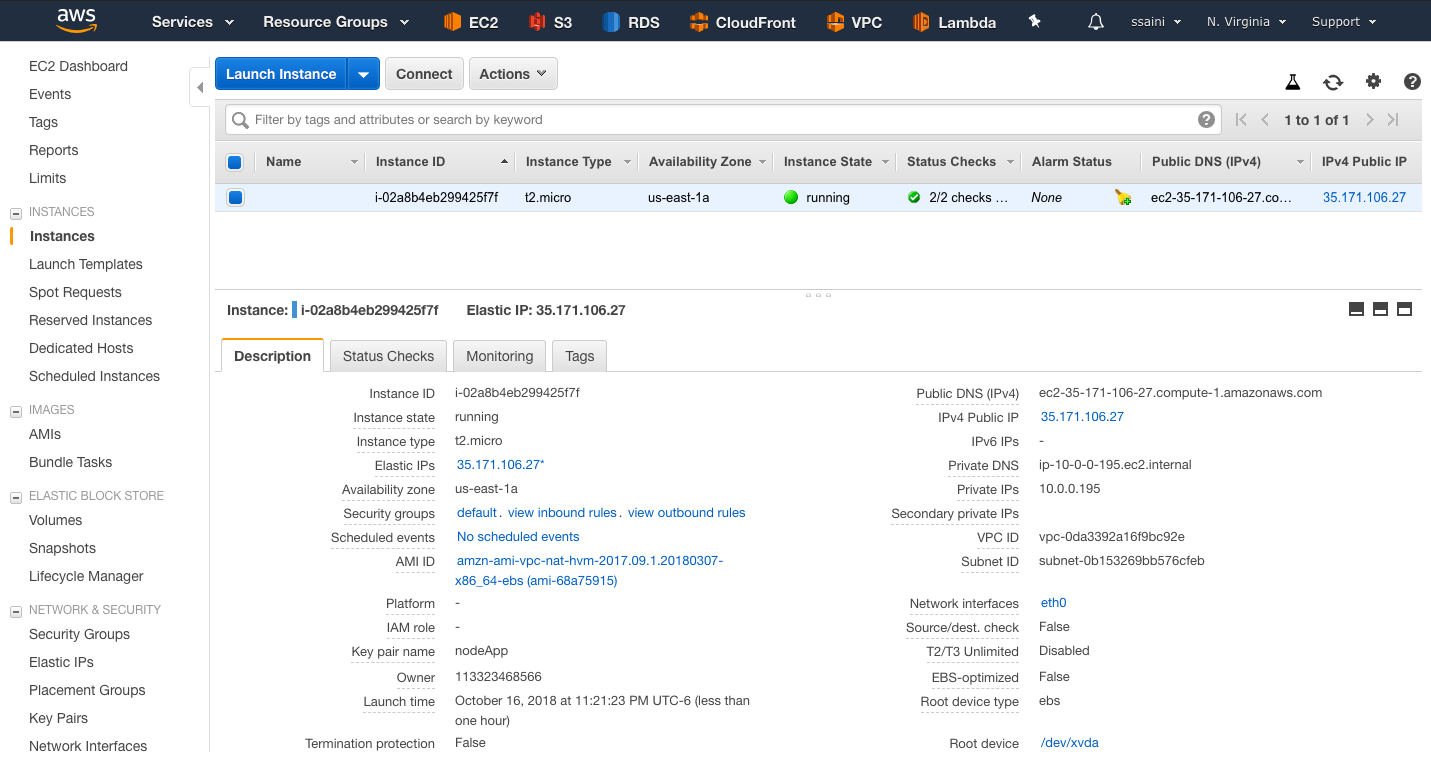 aws Services Resource Groups EC2 S3 RDS CloudFront VPC Lambda ssaini N. Virginia Support
EC2 Dashboard
Events
Tags
Reports
Limits
INSTANCES
Instances
Launch Templates
Spot Requests
Reserved Instances
Dedicated Hosts
Scheduled Instances
IMAGES
AMIs
Bundle Tasks
ELASTIC BLOCK STORE
Volumes
Snapshots
Lifecycle Manager
NETWORK & SECURITY
Security Groups
Elastic IPs
Placement Groups
Key Pairs
Network Interfaces
Launch Instance Connect Actions
Filter by tags and attributes or search by keyword 1 to 1 of 1
Name Instance ID Instance Type Availability Zone Instance State Status Checks Alarm Status Public DNS (IPv4) IPv4 Public IP
i-02a8b4eb299425f7f t2.micro us-east-1a running 2/2 checks ... None ec2-35-171-106-27.co... 35.171.106.27
Instance: i-02a8b4eb299425f7f Elastic IP: 35.171.106.27
Description Status Checks Monitoring Tags
Instance ID i-02a8b4eb299425f7f
Instance state running
Instance type t2.micro
Elastic IPs 35.171.106.27*
Availability zone us-east-1a
Security groups default. view inbound rules. view outbound rules
Scheduled events No scheduled events
AMI ID amzn-ami-vpc-nat-hvm-2017.09.1.20180307-
x86_64-ebs (ami-68a75915)
Platform -
IAM role -
Key pair name nodeApp
Owner 113323468566
Launch time October 16, 2018 at 11:21:23 PM UTC-6 (less than
one hour)
Termination protection False
Public DNS (IPv4) ec2-35-171-106-27.compute-1.amazonaws.com
IPv4 Public IP 35.171.106.27
IPv6 IPs -
Private DNS ip-10-0-0-195.ec2.internal
Private IPs 10.0.0.195
Secondary private IPs
VPC ID vpc-0da3392a16f9bc92e
Subnet ID subnet-0b153269bb576cfeb
Network interfaces eth0
Source/dest. check False
T2/T3 Unlimited Disabled
EBS-optimized False
Root device type ebs
Root device /dev/xvda